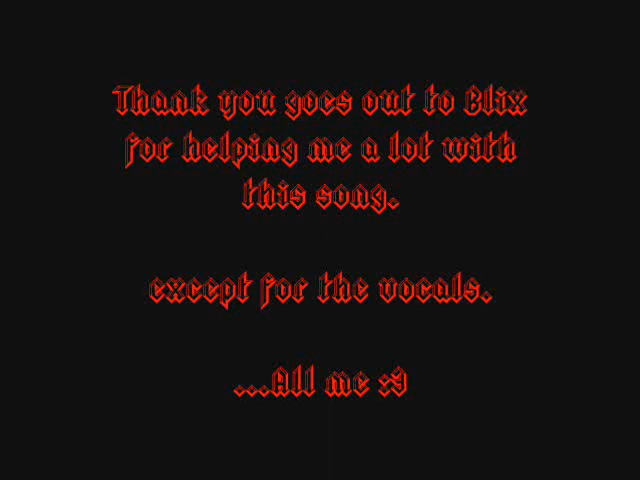 Thank you goes out to Blix
for helping me a lot with
this song.
except for the vocals.
...All me :3